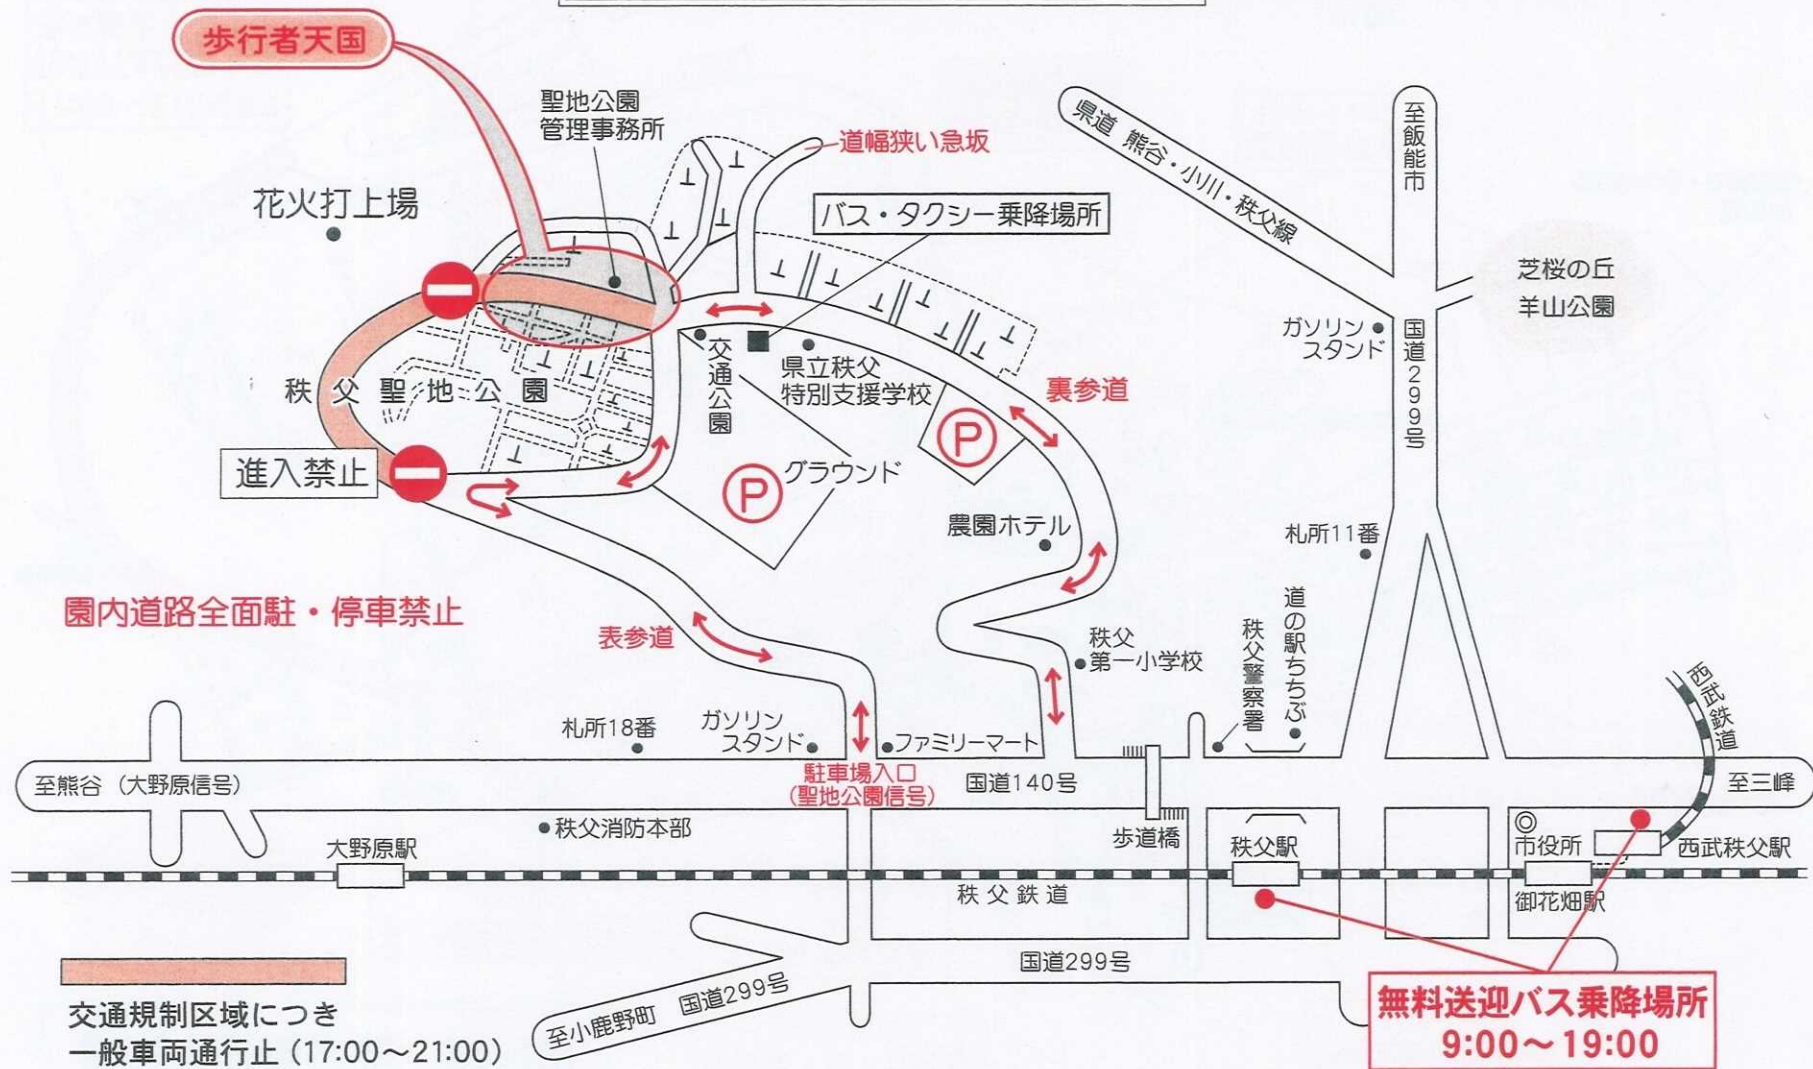 歩行者天国
聖地公園
管理事務所
道幅狭い急坂
花火打上場
バス・タクシー乗降場所
県道 熊谷・小川・秩父線
至飯能市
芝桜の丘
羊山公園
ガソリン
スタンド
国道299号
交通公園
県立秩父
特別支援学校
裏参道
秩父聖地公園
進入禁止
P
グラウンド
P
農園ホテル
札所11番
園内道路全面駐・停車禁止
表参道
秩父
第一小学校
秩父警察署
道の駅ちちぶ
西武鉄道
札所18番
ガソリン
スタンド
ファミリーマート
至熊谷(大野原信号)
駐車場入口
(聖地公園信号)
国道140号
至三峰
秩父消防本部
歩道橋
大野原駅
秩父駅
市役所
西武秩父駅
秩父鉄道
御花畑駅
国道299号
至小鹿野町 国道299号
交通規制区域につき
一般車両通行止(17:00～21:00)
無料送迎バス乗降場所
9:00～19:00